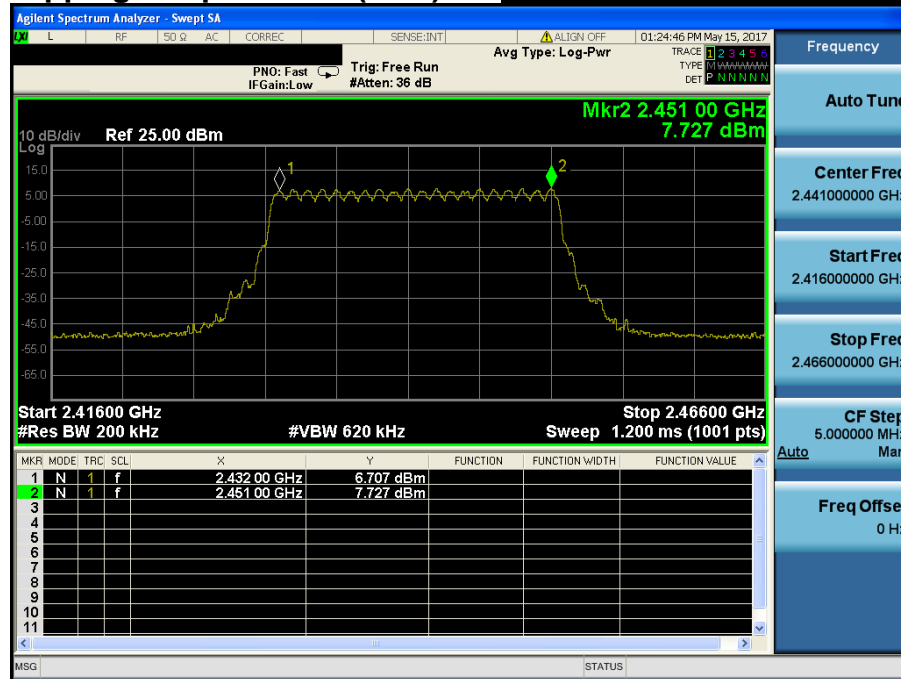 Agilent Spectrum Analyzer - Swept SA
LXI L RF 50 Ω AC CORREC SENSE:INT ALIGN OFF 01:24:46 PM May 15, 2017
Frequency
Avg Type: Log-Pwr
TRACE 1 2 3 4 5 6
PNO: Fast Trig: Free Run
TYPE M
IFGain:Low #Atten: 36 dB
DET P N N N N N
Auto Tune
Mkr2 2.451 00 GHz
10 dB/div Ref 25.00 dBm 7.727 dBm
Log
15.0
5.00
-5.00
-15.0
-25.0
-35.0
-45.0
-55.0
-65.0
1
2
Center Freq
2.441000000 GHz
Start Freq
2.416000000 GHz
Stop Freq
2.466000000 GHz
Start 2.41600 GHz Stop 2.46600 GHz
#Res BW 200 kHz #VBW 620 kHz Sweep 1.200 ms (1001 pts)
CF Step
5.000000 MHz
Auto Man
MKR MODE TRC SCL X Y FUNCTION FUNCTION WIDTH FUNCTION VALUE
1 N 1 f 2.432 00 GHz 6.707 dBm
2 N 1 f 2.451 00 GHz 7.727 dBm
3
4
5
6
7
8
9
10
11
Freq Offset
0 Hz
MSG STATUS